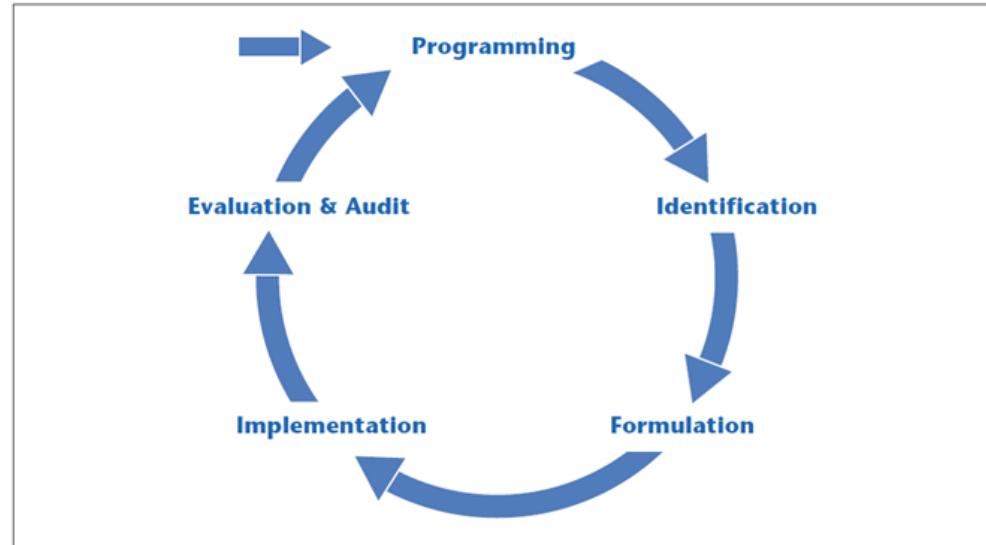 Programming
Identification
Formulation
Implementation
Evaluation & Audit